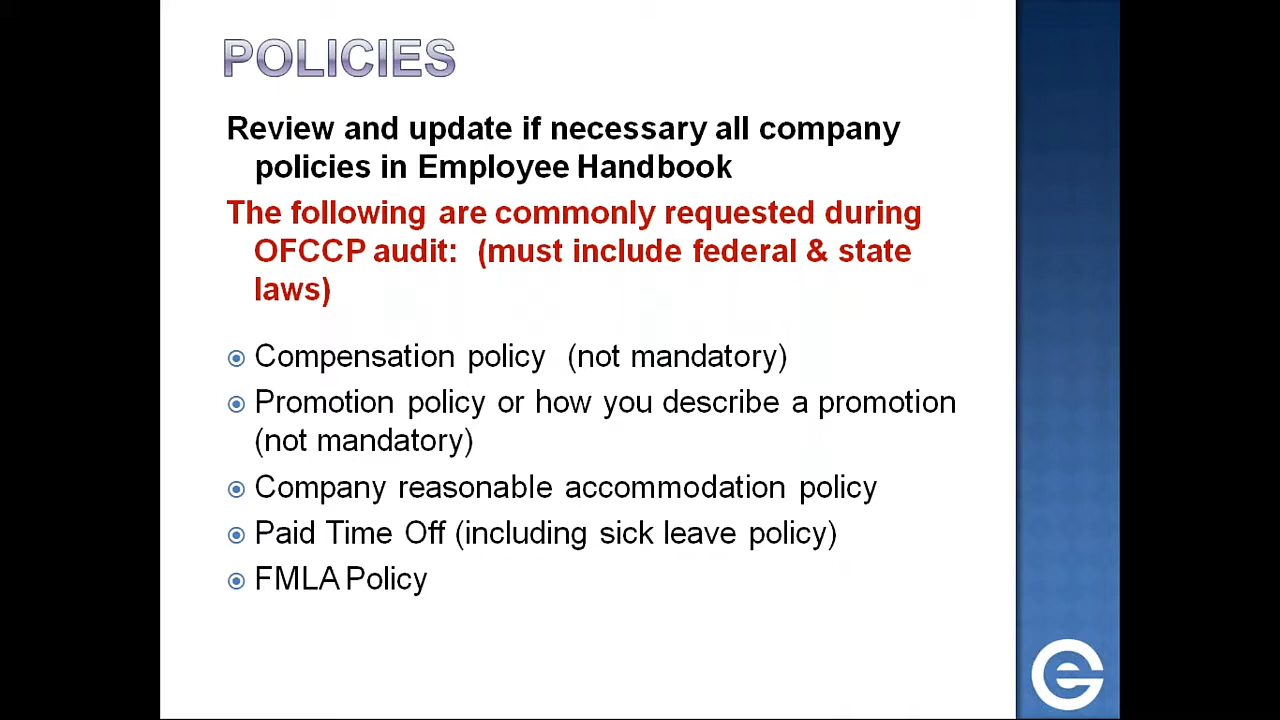 POLICIES
Review and update if necessary all company
policies in Employee Handbook
The following are commonly requested during
OFCCP audit:  (must include federal & state
laws)
Compensation policy  (not mandatory)
Promotion policy or how you describe a promotion
(not mandatory)
Company reasonable accommodation policy
Paid Time Off (including sick leave policy)
FMLA Policy